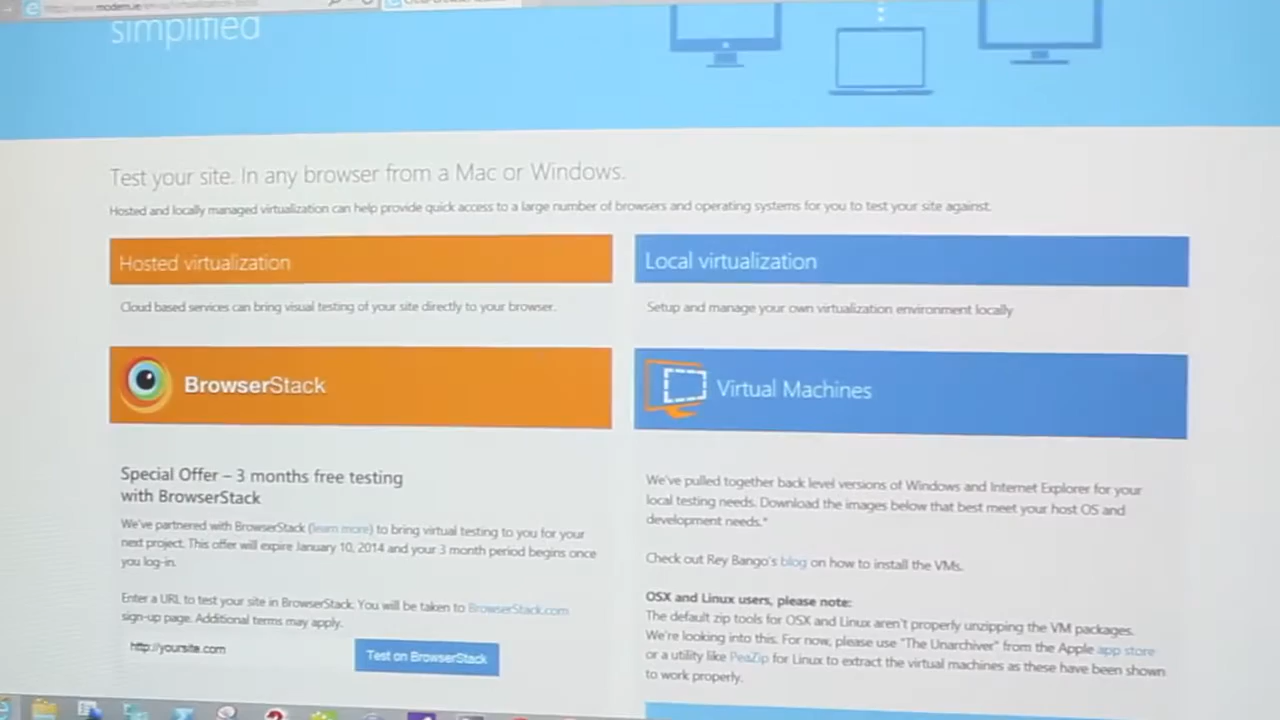 simplified
Test your site. In any browser from a Mac or Windows.
Hosted and locally managed virtualization can help provide quick access to a large number of browsers and operating systems for you to test your site against.
Hosted virtualization
Cloud based services can bring visual testing of your site directly to your browser.
BrowserStack
Special Offer – 3 months free testing
with BrowserStack
We've partnered with BrowserStack (learn more) to bring virtual testing to you for your
next project. This offer will expire January 10, 2014 and your 3 month period begins once
you log-in.
Enter a URL to test your site in BrowserStack. You will be taken to BrowserStack.com
sign-up page. Additional terms may apply.
http://yoursite.com
Test on BrowserStack
Local virtualization
Setup and manage your own virtualization environment locally
Virtual Machines
We've pulled together back level versions of Windows and Internet Explorer for your
local testing needs. Download the images below that best meet your host OS and
development needs.*
Check out Rey Bango's blog on how to install the VMs.
OSX and Linux users, please note:
The default zip tools for OSX and Linux aren't properly unzipping the VM packages.
We're looking into this. For now, please use "The Unarchiver" from the Apple app store
or a utility like PeaZip for Linux to extract the virtual machines as these have been shown
to work properly.